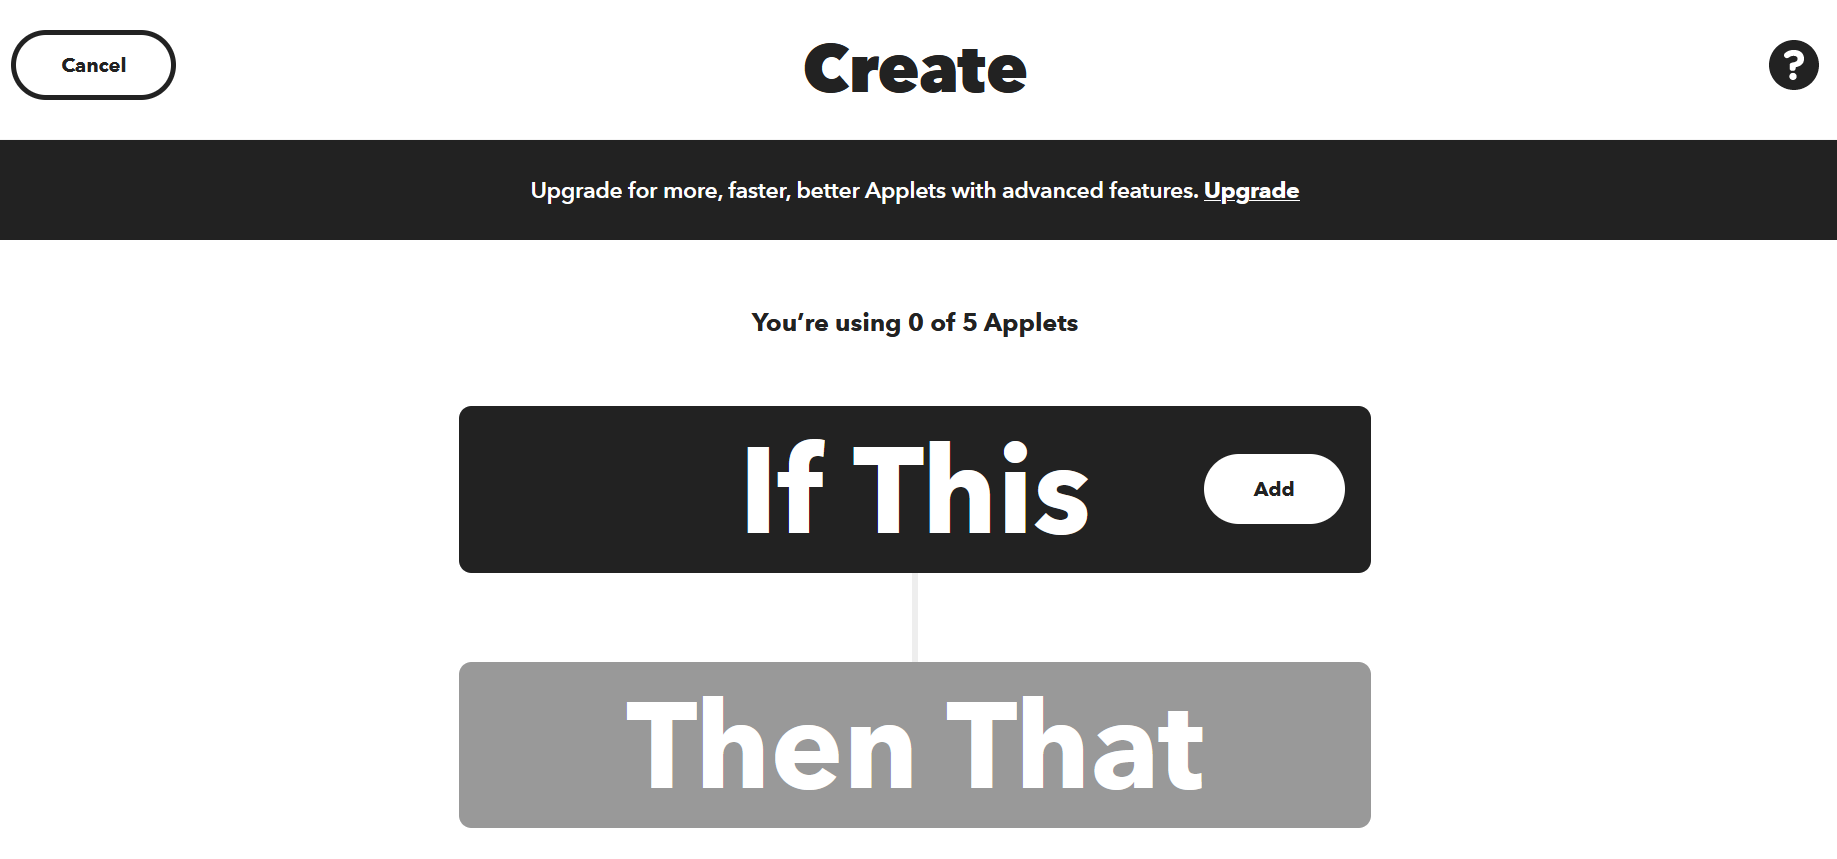 Cancel
Create
?
Upgrade for more, faster, better Applets with advanced features. Upgrade
You’re using 0 of 5 Applets
If This
Add
Then That